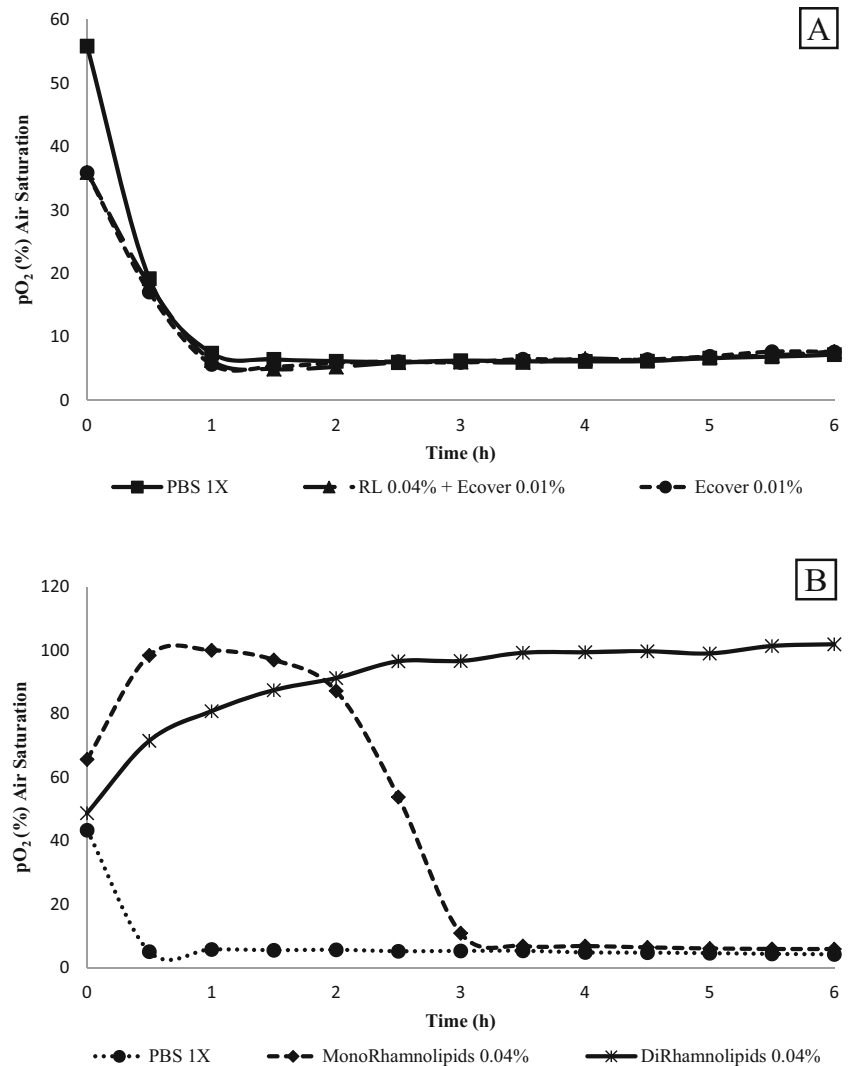 A
60
50
40
30
20
10
0
pO₂ (%) Air Saturation
0 1 2 3 4 5 6
Time (h)
PBS 1X RL 0.04% + Ecover 0.01% Ecover 0.01%
B
120
100
80
60
40
20
0
pO₂ (%) Air Saturation
0 1 2 3 4 5 6
Time (h)
PBS 1X MonoRhamnolipids 0.04% DiRhamnolipids 0.04%